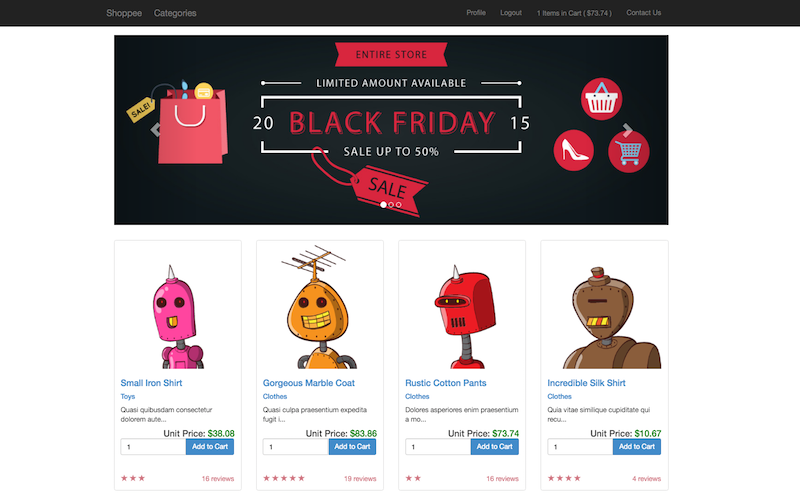 Shoppee Categories Profile Logout 1 Items in Cart ( $73.74 ) Contact Us
ENTIRE STORE
LIMITED AMOUNT AVAILABLE
SALE!
20 BLACK FRIDAY 15
SALE UP TO 50%
SALE
Small Iron Shirt
Toys
Quasi quibusdam consectetur
dolorem aute...
Unit Price: $38.08
1 Add to Cart
16 reviews
Gorgeous Marble Coat
Clothes
Quasi culpa praesentium expedita
fugit i...
Unit Price: $83.86
1 Add to Cart
19 reviews
Rustic Cotton Pants
Clothes
Dolores asperiores enim praesentium
a mo...
Unit Price: $73.74
1 Add to Cart
16 reviews
Incredible Silk Shirt
Clothes
Quia vitae similique cupiditate qui
recu...
Unit Price: $10.67
1 Add to Cart
4 reviews